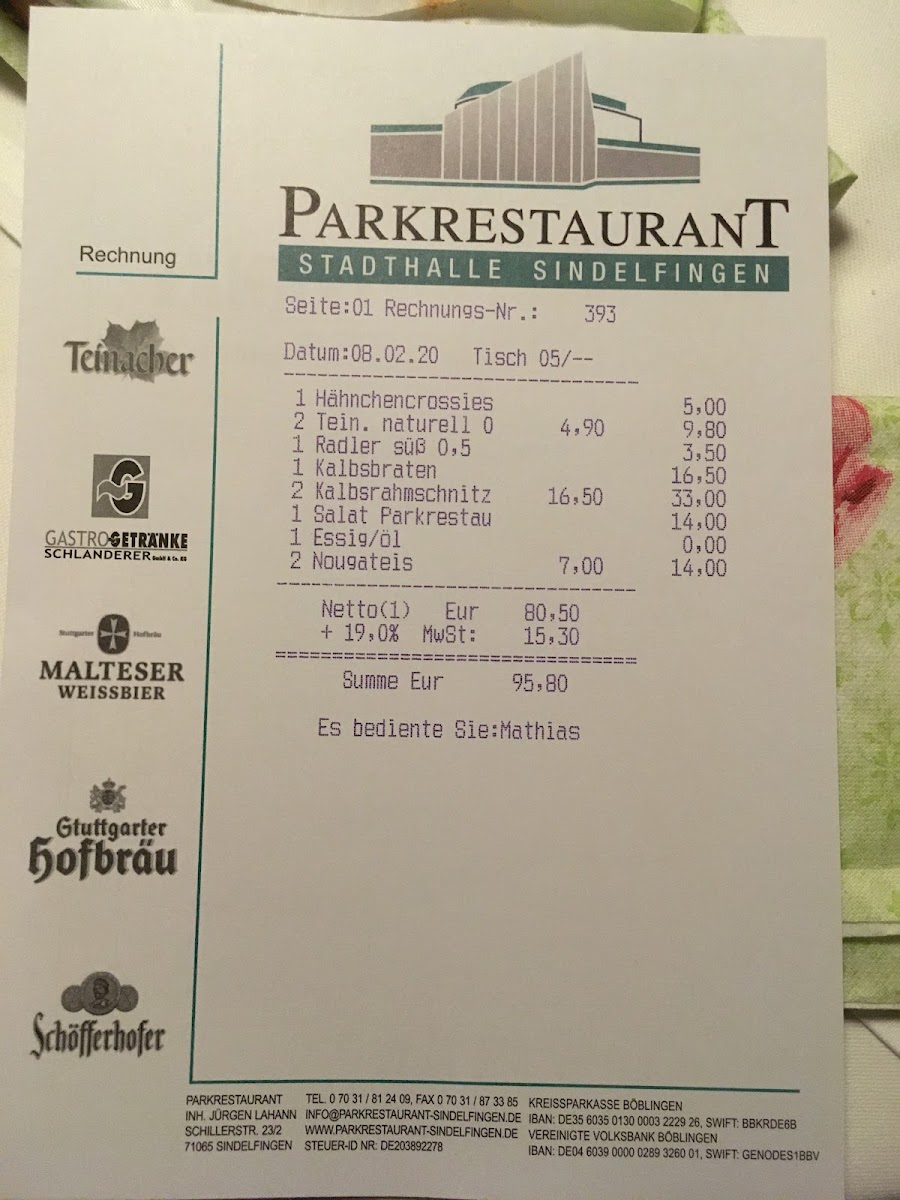 PARKRESTAURANT
STADTHALLE SINDELFINGEN
Rechnung
Seite:01 Rechnungs-Nr.: 393
Datum:08.02.20 Tisch 05/--
--------------------------------
1 Hähnchencrossies 5,00
2 Tein. naturell 0 4,90 9,80
1 Radler süß 0,5 3,50
1 Kalbsbraten 16,50
2 Kalbsrahmschnitz 16,50 33,00
1 Salat Parkrestau 14,00
1 Essig/öl 0,00
2 Nougateis 7,00 14,00
--------------------------------
Netto(1) Eur 80,50
+ 19,0% MwSt: 15,30
================================
Summe Eur 95,80
Es bediente Sie:Mathias
Teinacher
G
GASTRO-GETRÄNKE
SCHLANDERER GmbH & Co. KG
Stuttgarter Hofbräu
MALTESER
WEISSBIER
Stuttgarter
Hofbräu
Schöfferhofer
PARKRESTAURANT
INH. JÜRGEN LAHANN
SCHILLERSTR. 23/2
71065 SINDELFINGEN
TEL. 0 70 31 / 81 24 09, FAX 0 70 31 / 87 33 85
INFO@PARKRESTAURANT-SINDELFINGEN.DE
WWW.PARKRESTAURANT-SINDELFINGEN.DE
STEUER-ID NR: DE203892278
KREISSPARKASSE BÖBLINGEN
IBAN: DE35 6035 0130 0003 2229 26, SWIFT: BBKRDE6B
VEREINIGTE VOLKSBANK BÖBLINGEN
IBAN: DE04 6039 0000 0289 3260 01, SWIFT: GENODES1BBV